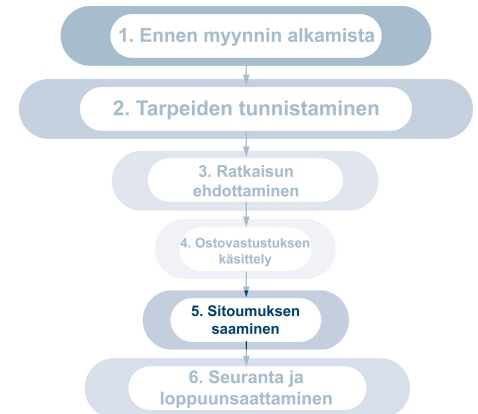 1. Ennen myynnin alkamista
2. Tarpeiden tunnistaminen
3. Ratkaisun
ehdottaminen
4. Ostovastustuksen
käsittely
5. Sitoumuksen
saaminen
6. Seuranta ja
loppuunsaattaminen